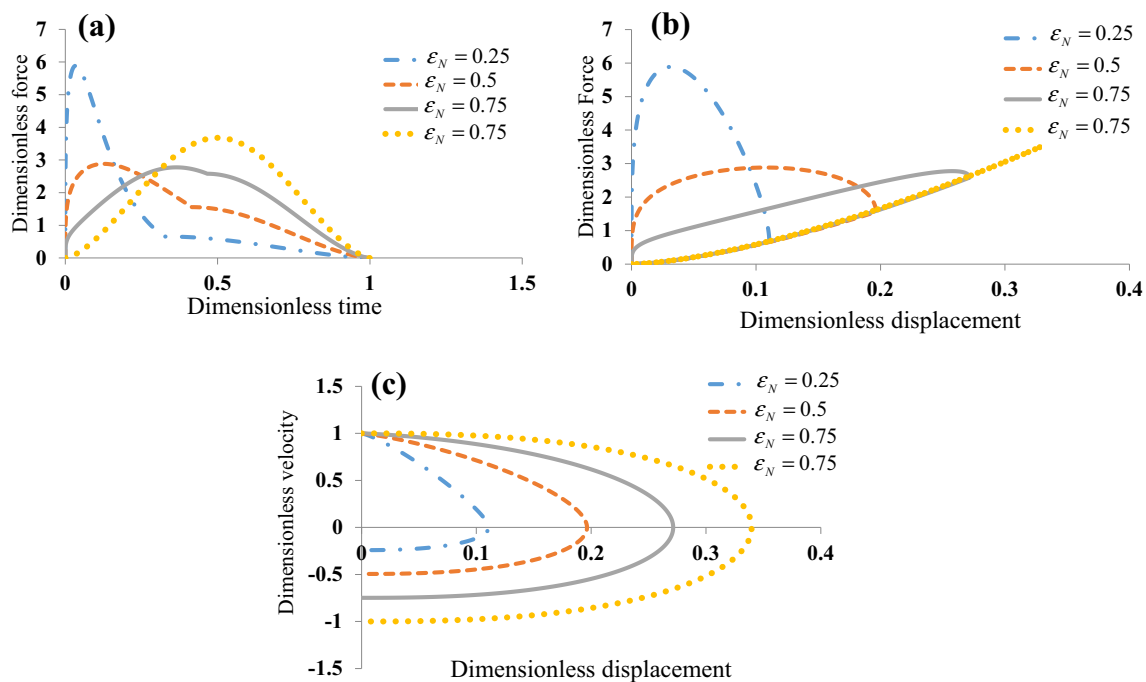 (a)
Dimensionless force
7
6
5
4
3
2
1
0
0
0.5
1
1.5
Dimensionless time
ε_N = 0.25
ε_N = 0.5
ε_N = 0.75
ε_N = 0.75
(b)
Dimensionless Force
7
6
5
4
3
2
1
0
0
0.1
0.2
0.3
0.4
Dimensionless displacement
ε_N = 0.25
ε_N = 0.5
ε_N = 0.75
ε_N = 0.75
(c)
Dimensionless velocity
1.5
1
0.5
0
-0.5
-1
-1.5
0
0.1
0.2
0.3
0.4
Dimensionless displacement
ε_N = 0.25
ε_N = 0.5
ε_N = 0.75
ε_N = 0.75